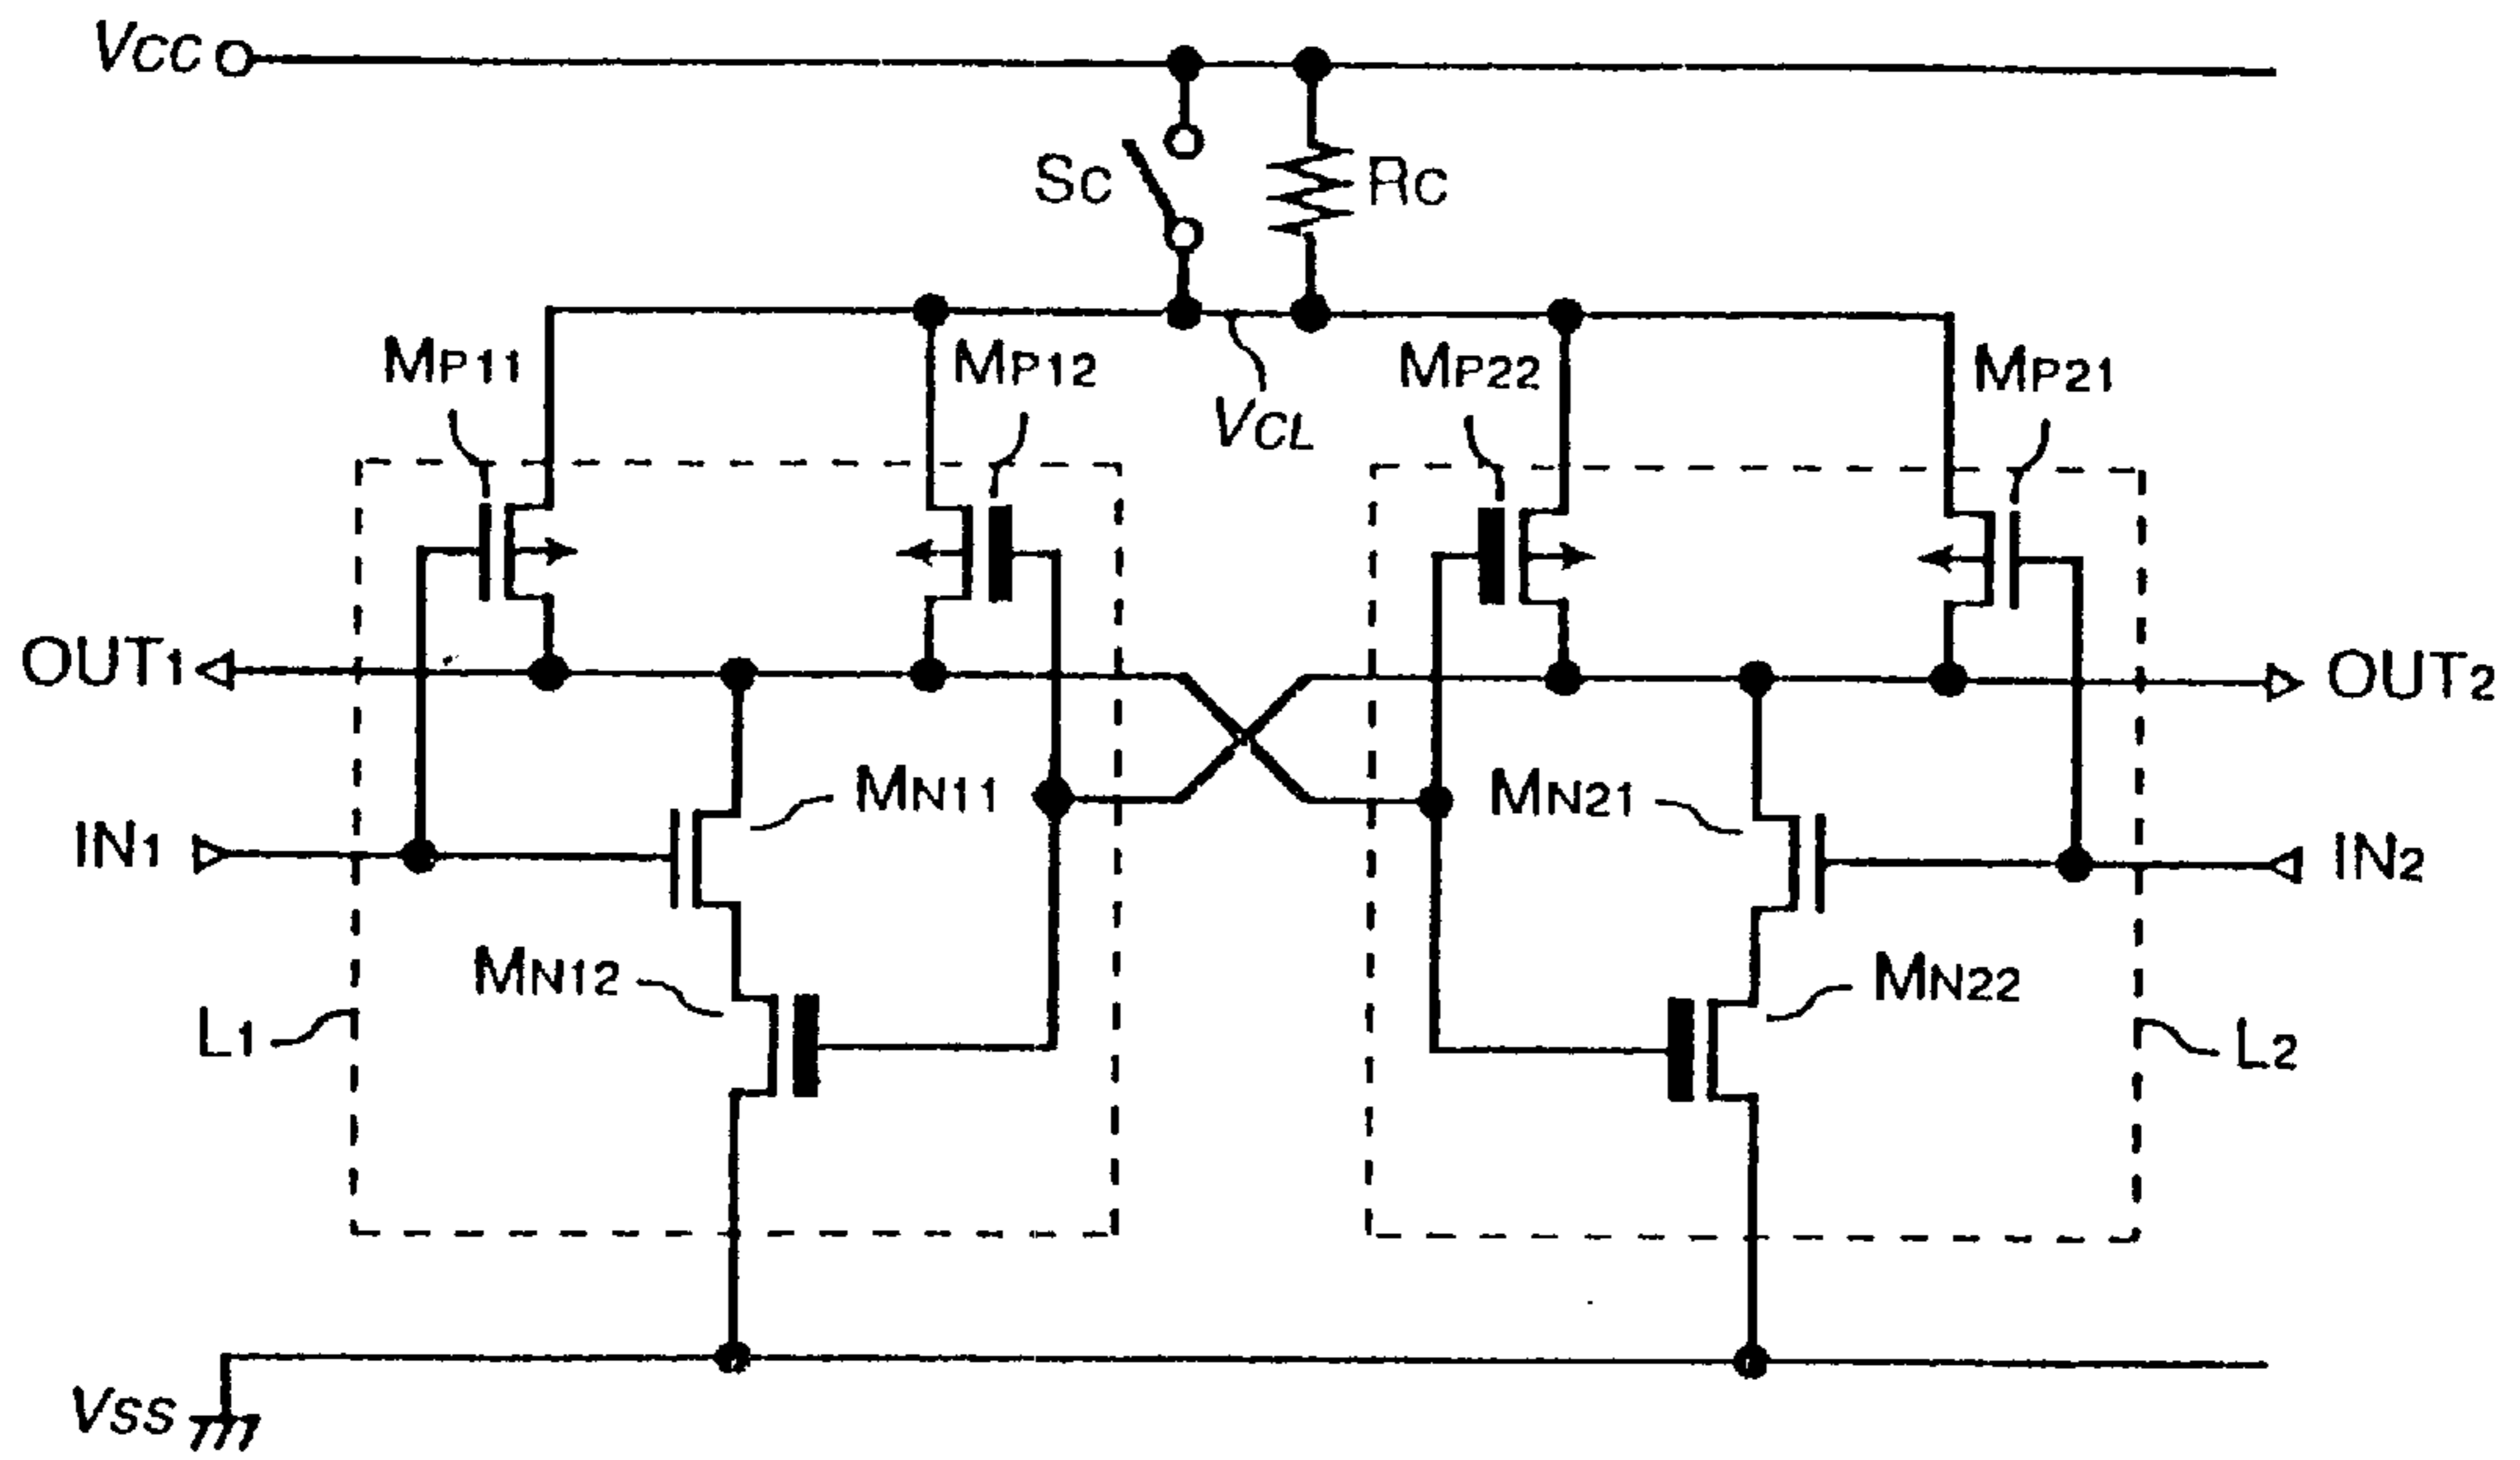 VCC
SC
RC
MP11
MP12
MP22
MP21
VCL
OUT1
OUT2
MN11
MN21
IN1
IN2
MN12
MN22
L1
L2
VSS